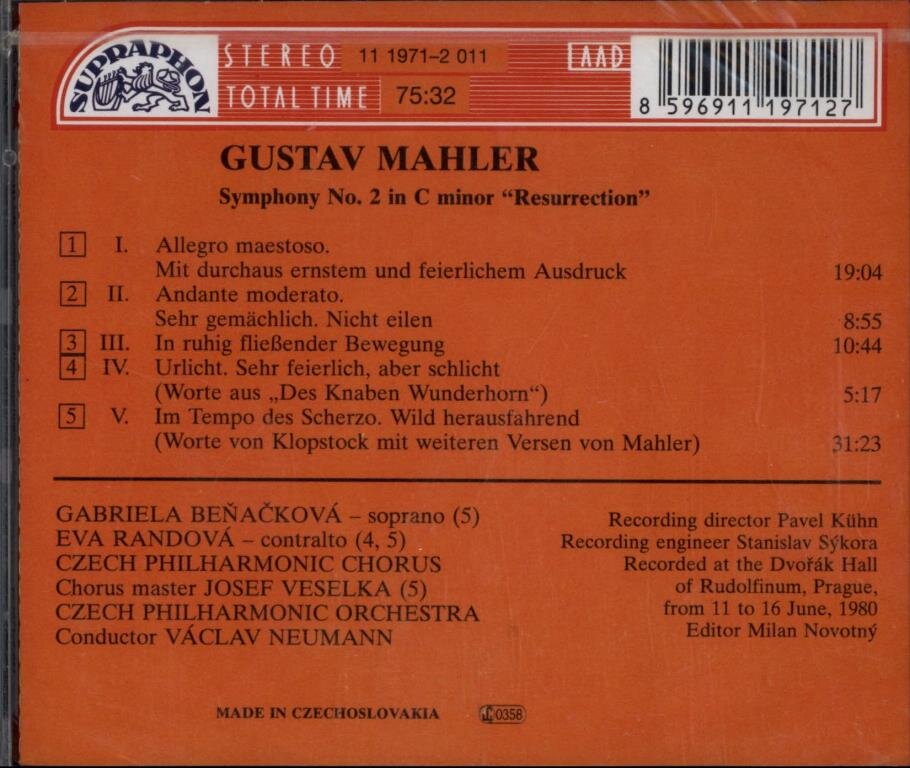 SUPRAPHON
STEREO 11 1971-2 011 AAD
TOTAL TIME 75:32
8 596911 197127
GUSTAV MAHLER
Symphony No. 2 in C minor “Resurrection”
1 I. Allegro maestoso.
Mit durchaus ernstem und feierlichem Ausdruck 19:04
2 II. Andante moderato.
Sehr gemächlich. Nicht eilen 8:55
3 III. In ruhig fließender Bewegung 10:44
4 IV. Urlicht. Sehr feierlich, aber schlicht
(Worte aus „Des Knaben Wunderhorn“) 5:17
5 V. Im Tempo des Scherzo. Wild herausfahrend
(Worte von Klopstock mit weiteren Versen von Mahler) 31:23
GABRIELA BEŇAČKOVÁ – soprano (5)
EVA RANDOVÁ – contralto (4, 5)
CZECH PHILHARMONIC CHORUS
Chorus master JOSEF VESELKA (5)
CZECH PHILHARMONIC ORCHESTRA
Conductor VÁCLAV NEUMANN
Recording director Pavel Kühn
Recording engineer Stanislav Sýkora
Recorded at the Dvořák Hall
of Rudolfinum, Prague,
from 11 to 16 June, 1980
Editor Milan Novotný
MADE IN CZECHOSLOVAKIA 0358